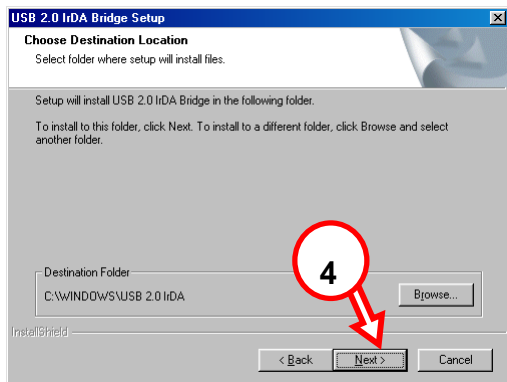 USB 2.0 IrDA Bridge Setup
Choose Destination Location
Select folder where setup will install files.
Setup will install USB 2.0 IrDA Bridge in the following folder.
To install to this folder, click Next. To install to a different folder, click Browse and select
another folder.
4
Destination Folder
C:\WINDOWS\USB 2.0 IrDA
Browse...
InstallShield
< Back
Next >
Cancel